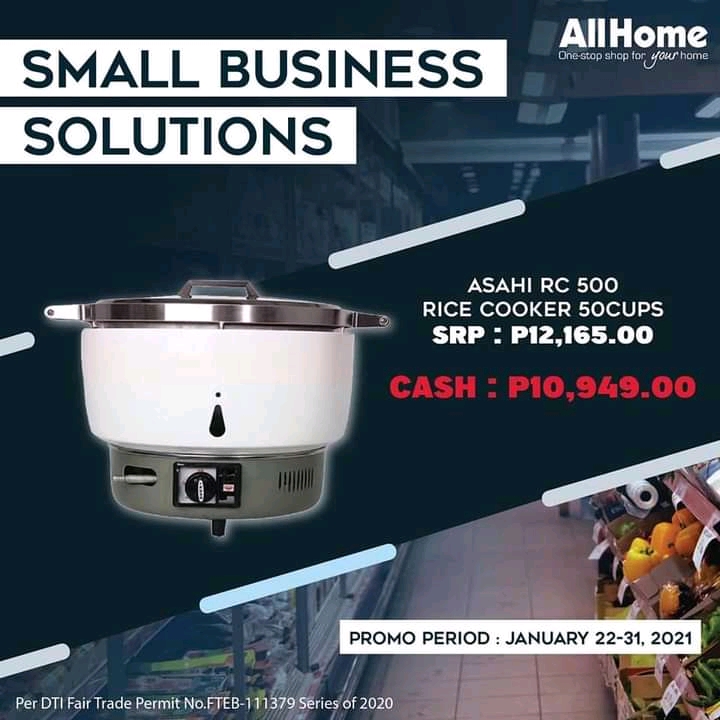 AllHome
One-stop shop for your home
SMALL BUSINESS
SOLUTIONS
ASAHI RC 500
RICE COOKER 50CUPS
SRP : P12,165.00
CASH : P10,949.00
PROMO PERIOD : JANUARY 22-31, 2021
Per DTI Fair Trade Permit No.FTEB-111379 Series of 2020